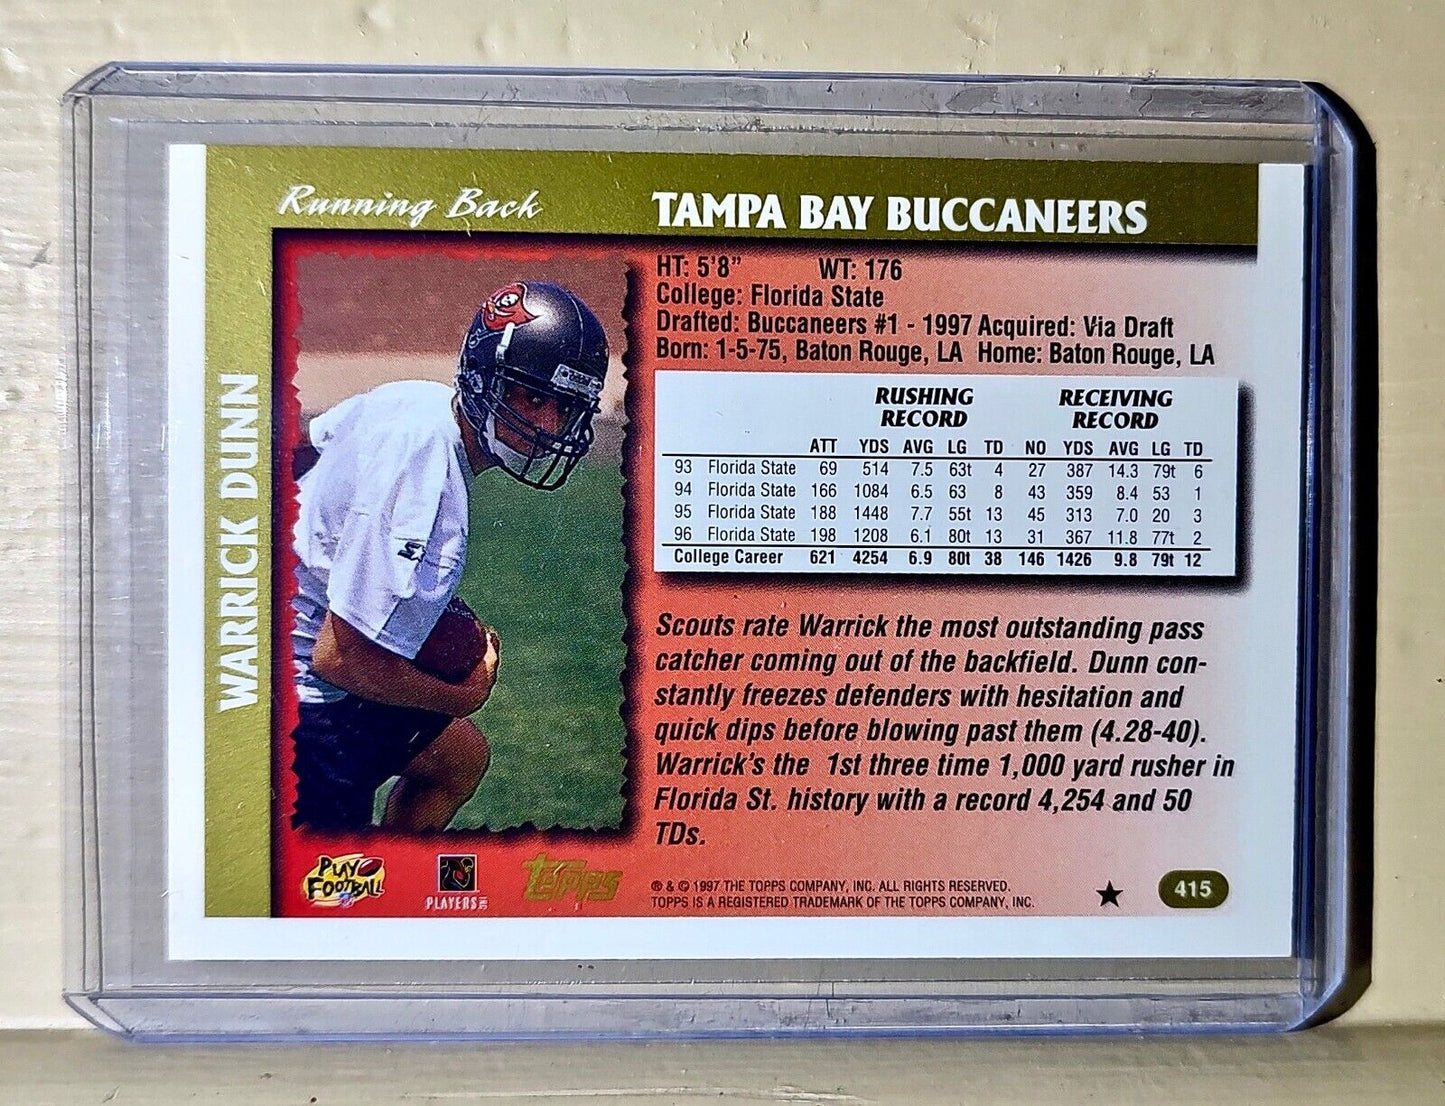 Running Back
TAMPA BAY BUCCANEERS
WARRICK DUNN
HT: 5'8" WT: 176
College: Florida State
Drafted: Buccaneers #1 - 1997 Acquired: Via Draft
Born: 1-5-75, Baton Rouge, LA Home: Baton Rouge, LA
RUSHING RECEIVING
RECORD RECORD
ATT YDS AVG LG TD NO YDS AVG LG TD
93 Florida State 69 514 7.5 63t 4 27 387 14.3 79t 6
94 Florida State 166 1084 6.5 63 8 43 359 8.4 53 1
95 Florida State 188 1448 7.7 55t 13 45 313 7.0 20 3
96 Florida State 198 1208 6.1 80t 13 31 367 11.8 77t 2
College Career 621 4254 6.9 80t 38 146 1426 9.8 79t 12
Scouts rate Warrick the most outstanding pass
catcher coming out of the backfield. Dunn con-
stantly freezes defenders with hesitation and
quick dips before blowing past them (4.28-40).
Warrick's the 1st three time 1,000 yard rusher in
Florida St. history with a record 4,254 and 50
TDs.
PLAY
FOOTBALL
PLAYERS INC
Topps
® & © 1997 THE TOPPS COMPANY, INC. ALL RIGHTS RESERVED.
TOPPS IS A REGISTERED TRADEMARK OF THE TOPPS COMPANY, INC.
415